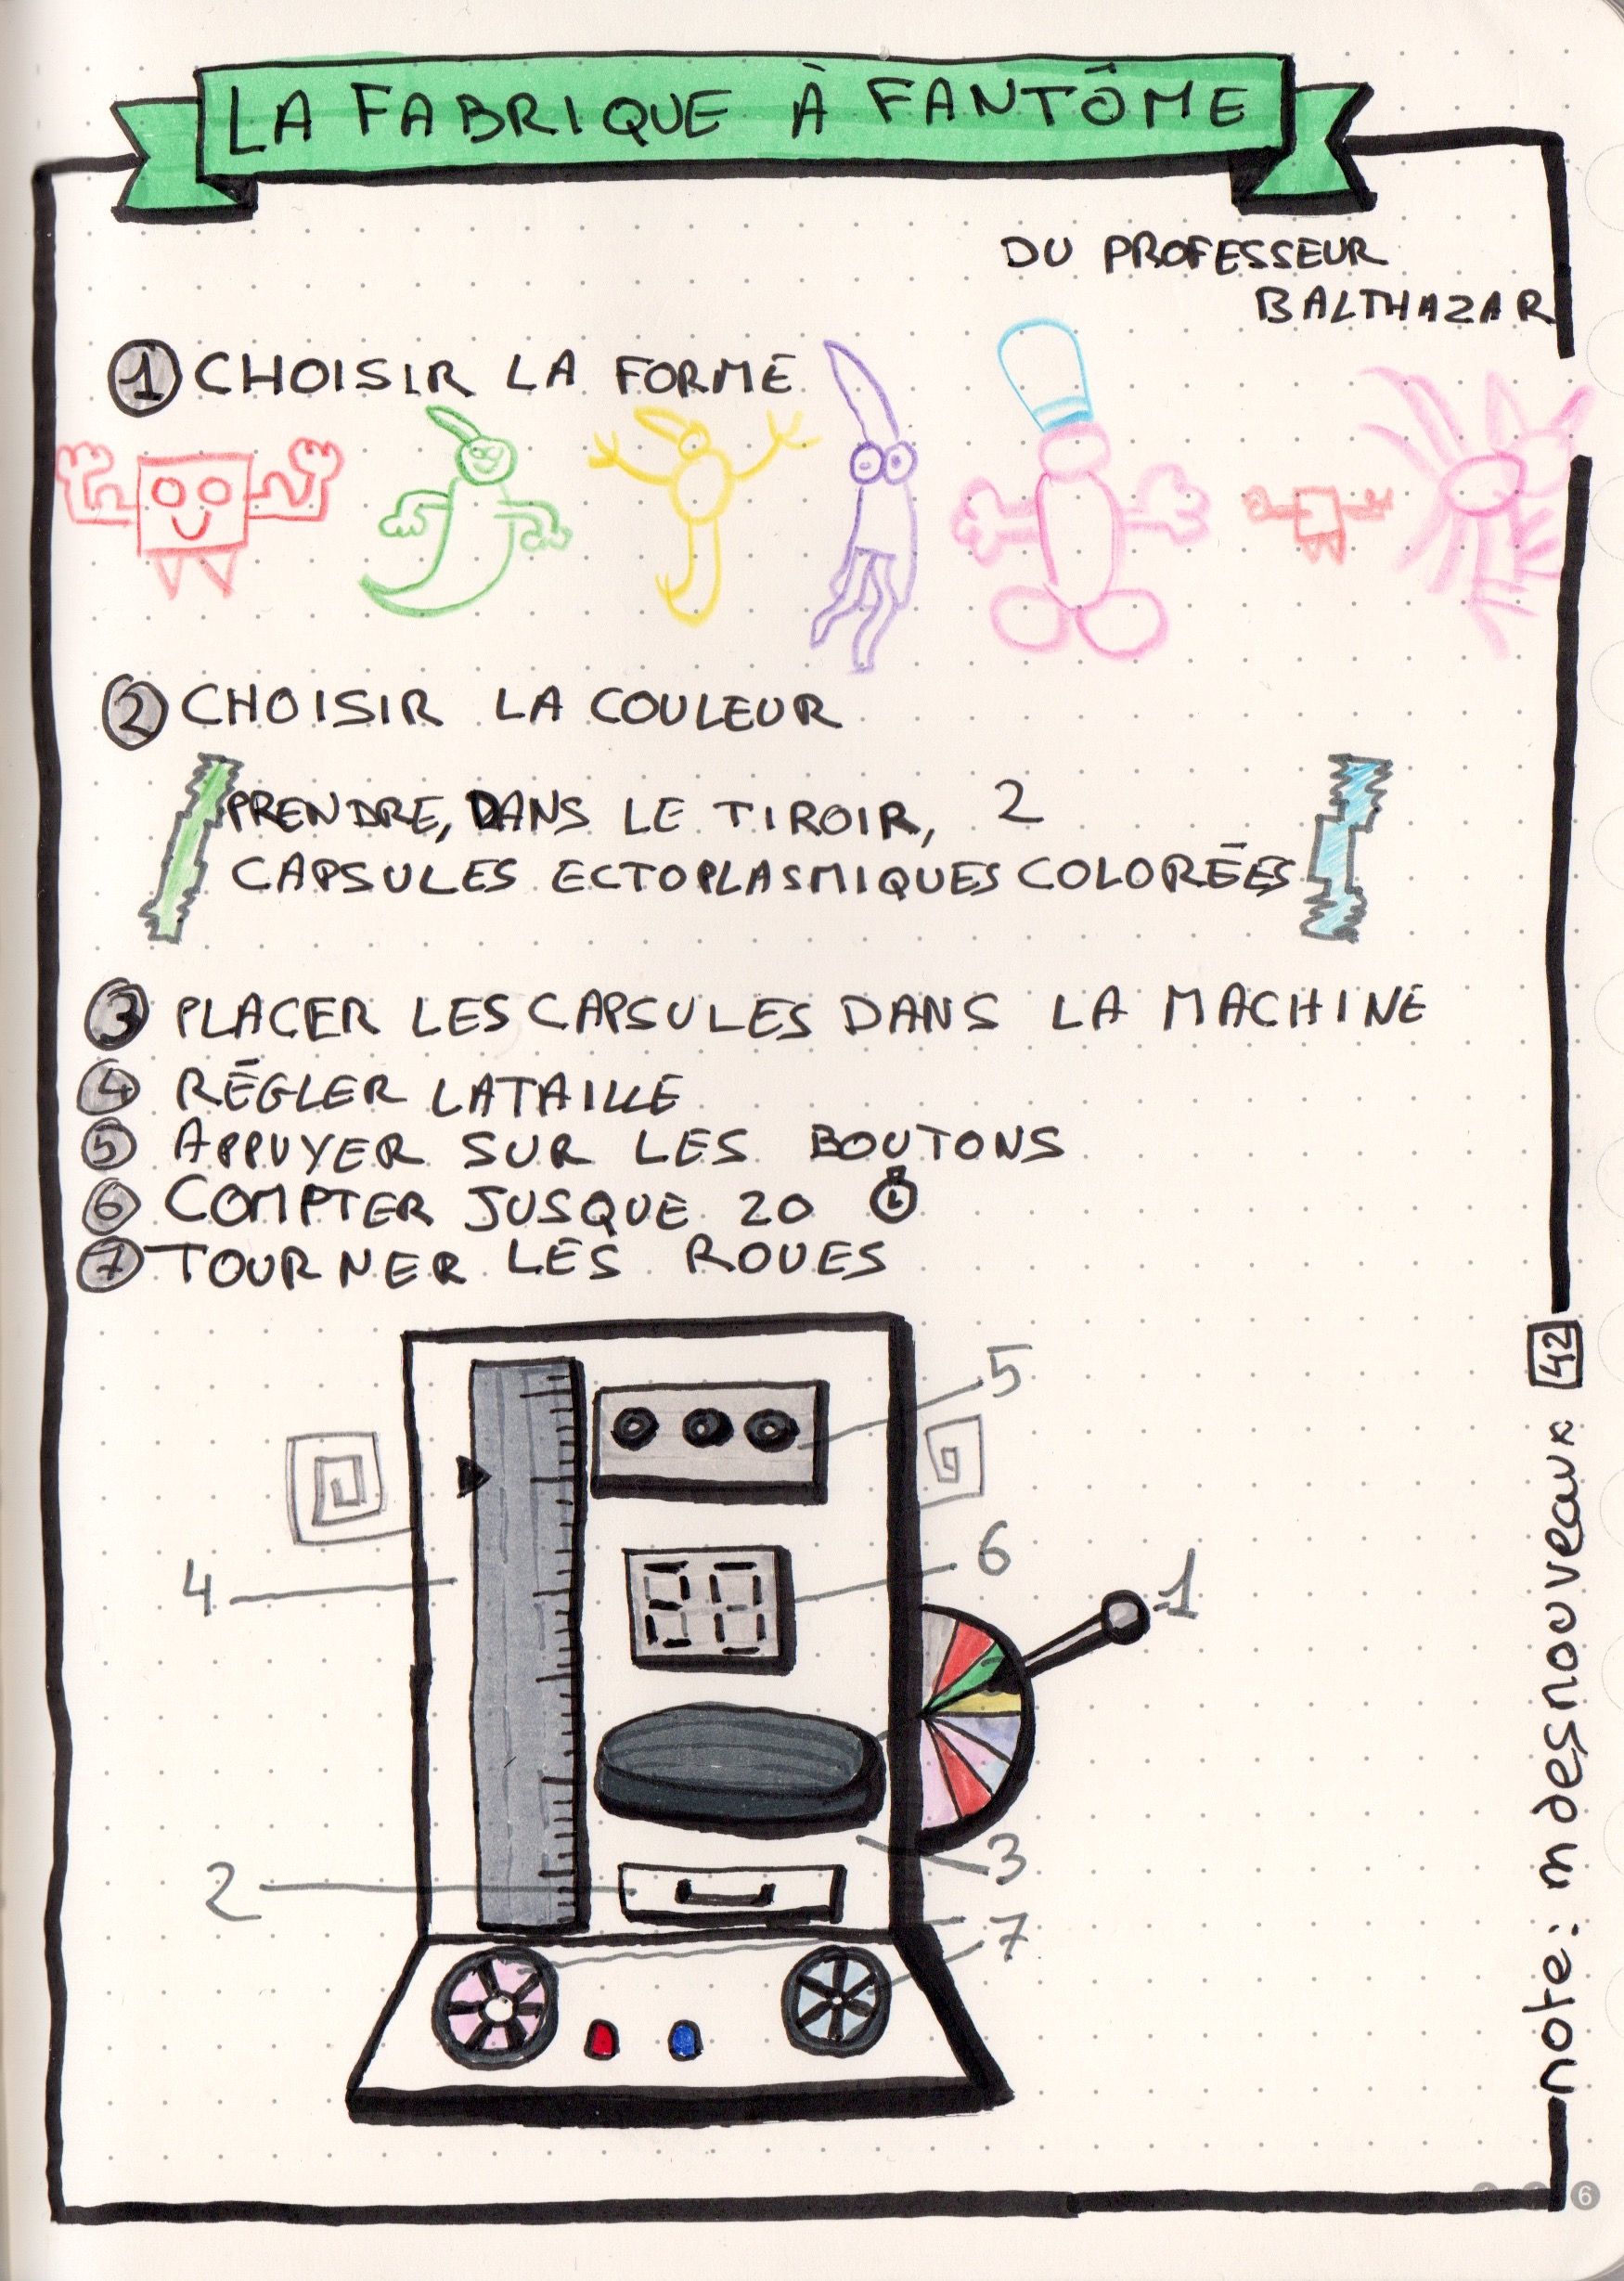 LA FABRIQUE À FANTÔME
DU PROFESSEUR
BALTHAZAR
1 CHOISIR LA FORME
2 CHOISIR LA COULEUR
PRENDRE, DANS LE TIROIR, 2
CAPSULES ECTOPLASMIQUES COLORÉES
3 PLACER LES CAPSULES DANS LA MACHINE
4 RÉGLER LA TAILLE
5 APPUYER SUR LES BOUTONS
6 COMPTER JUSQUE 20
7 TOURNER LES ROUES
5
6
20
4
1
3
2
7
note: mdesnouveaux 42
6